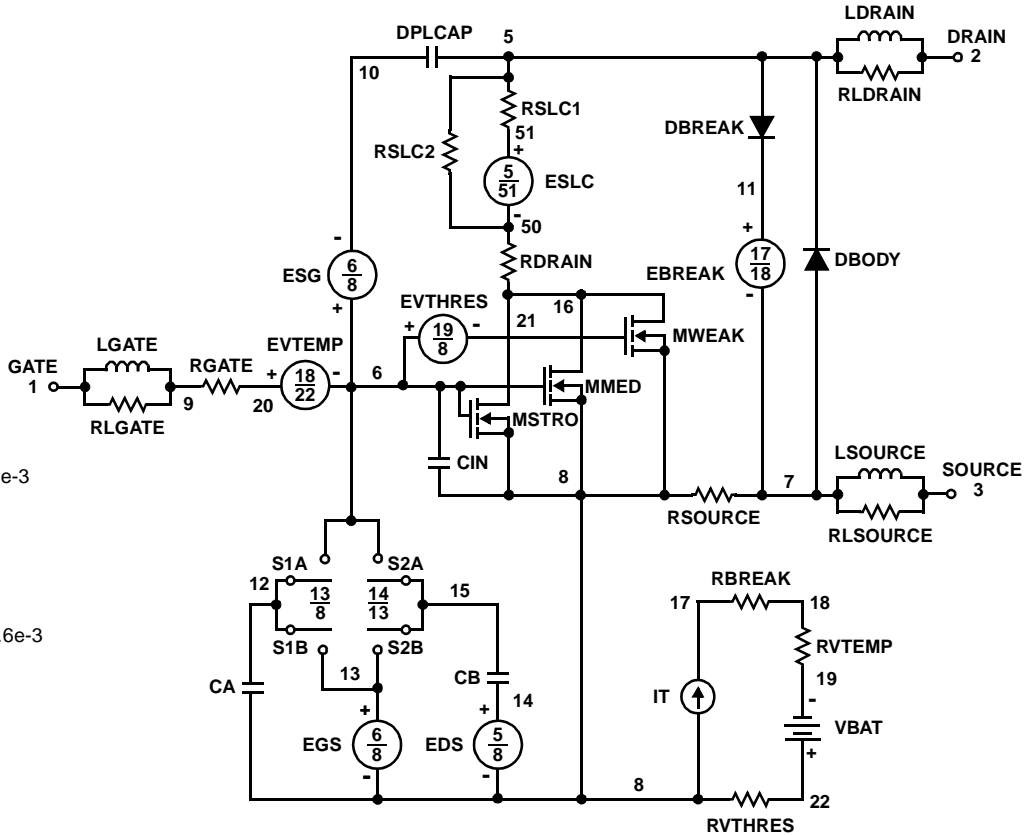 LDRAIN
DPLCAP
5
DRAIN
2
10
RLDRAIN
RSLC1
51
+
DBREAK
RSLC2
5
51
ESLC
11
-
50
+
-
RDRAIN
17
18
DBODY
ESG
6
8
EBREAK
-
+
EVTHRES
16
+
19
8
-
21
MWEAK
LGATE
EVTEMP
GATE
1
RGATE
+
18
22
-
6
MMED
9
20
MSTRO
RLGATE
CIN
LSOURCE
e-3
8
7
SOURCE
3
RSOURCE
RLSOURCE
S1A
S2A
12
13
8
14
13
15
RBREAK
17
18
S1B
S2B
RVTEMP
.6e-3
13
CB
19
CA
14
IT
-
+
+
VBAT
EGS
6
8
EDS
5
8
+
-
-
8
22
RVTHRES